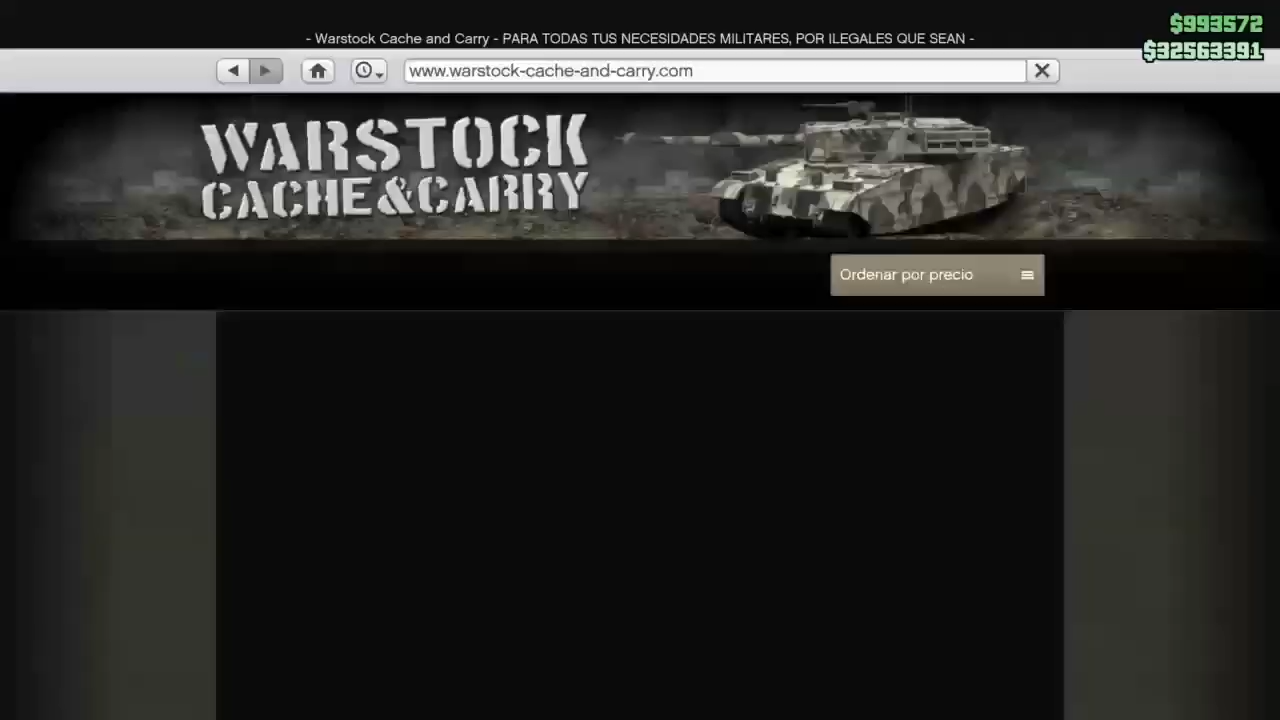 $993572
- Warstock Cache and Carry - PARA TODAS TUS NECESIDADES MILITARES, POR ILEGALES QUE SEAN -
$32563391
www.warstock-cache-and-carry.com
WARSTOCK
CACHE&CARRY
Ordenar por precio